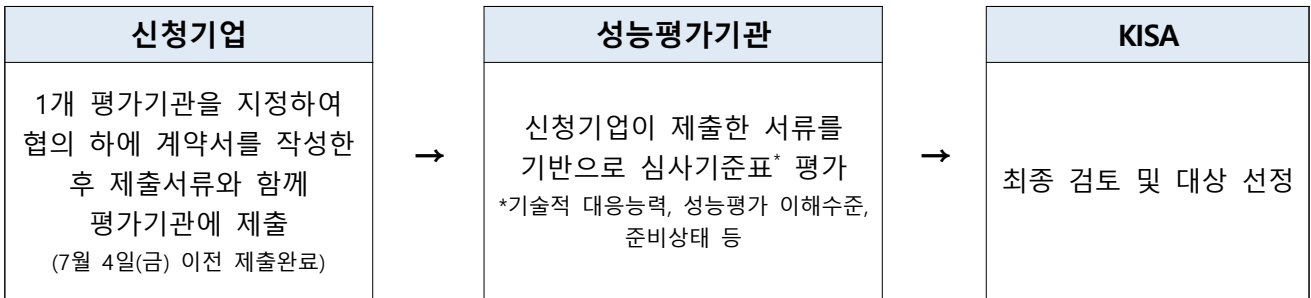 신청기업
1개 평가기관을 지정하여
협의 하에 계약서를 작성한
후 제출서류와 함께
평가기관에 제출
(7월 4일(금) 이전 제출완료)
→
성능평가기관
신청기업이 제출한 서류를
기반으로 심사기준표* 평가
*기술적 대응능력, 성능평가 이해수준,
준비상태 등
→
KISA
최종 검토 및 대상 선정